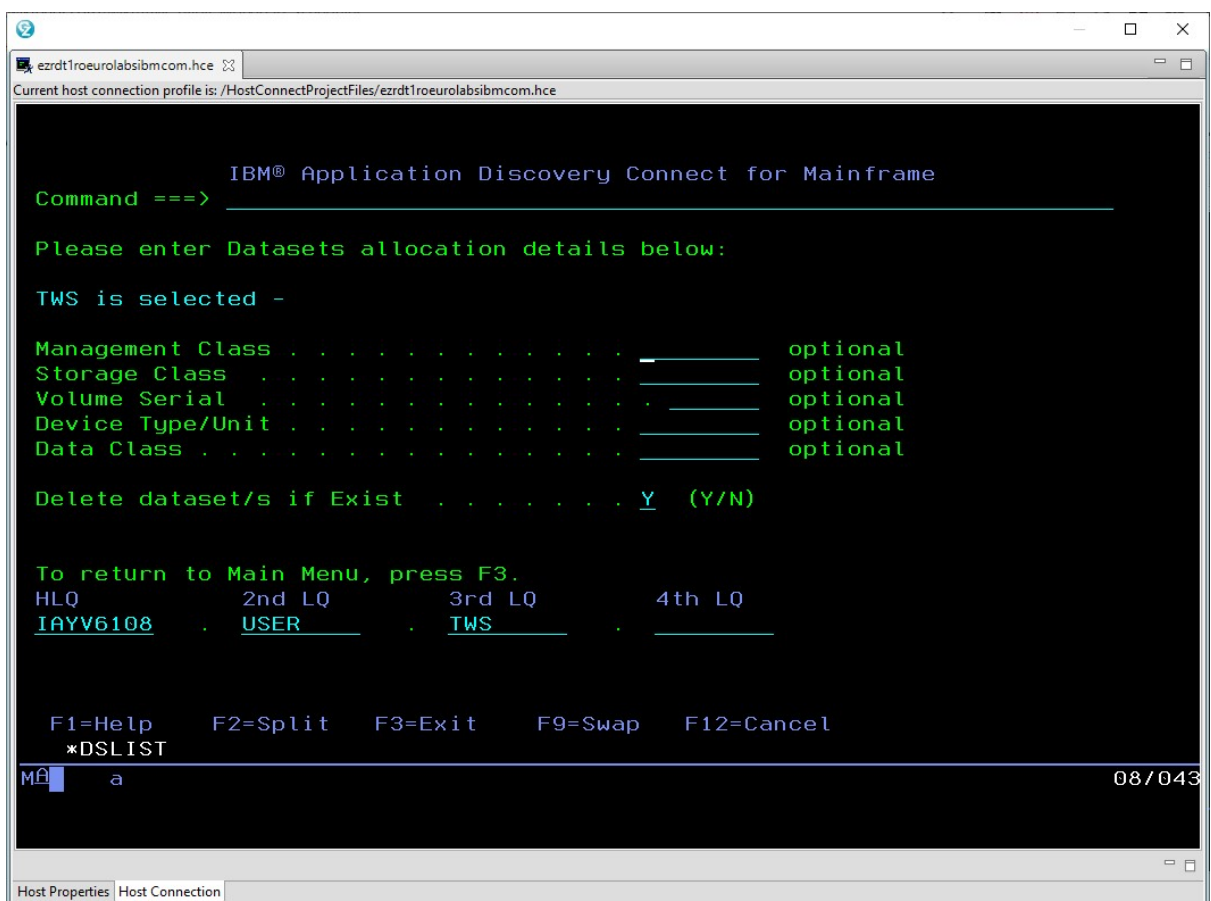 ezrdt1roeurolabsibmcom.hce
Current host connection profile is: /HostConnectProjectFiles/ezrdt1roeurolabsibmcom.hce
IBM® Application Discovery Connect for Mainframe
Command ===> 
Please enter Datasets allocation details below:
TWS is selected -
Management Class . . . . . . . . . . . . optional
Storage Class . . . . . . . . . . . . . optional
Volume Serial . . . . . . . . . . . . . . optional
Device Type/Unit . . . . . . . . . . . . optional
Data Class . . . . . . . . . . . . . . . optional
Delete dataset/s if Exist . . . . . . . Y (Y/N)
To return to Main Menu, press F3.
HLQ 2nd LQ 3rd LQ 4th LQ
IAYV6108 . USER . TWS .
F1=Help F2=Split F3=Exit F9=Swap F12=Cancel
*DSLIST
MA a 08/043
Host Properties Host Connection